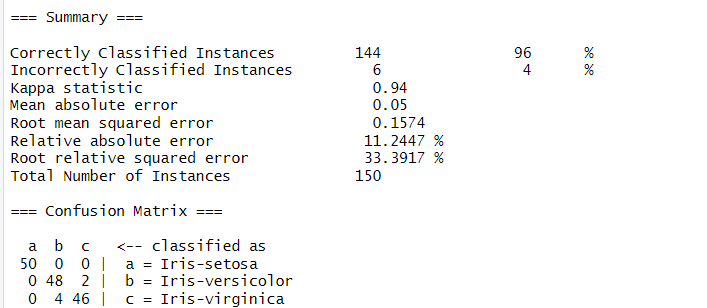 === Summary ===
Correctly Classified Instances 144 96 %
Incorrectly Classified Instances 6 4 %
Kappa statistic 0.94
Mean absolute error 0.05
Root mean squared error 0.1574
Relative absolute error 11.2447 %
Root relative squared error 33.3917 %
Total Number of Instances 150
=== Confusion Matrix ===
a b c <-- classified as
50 0 0 | a = Iris-setosa
0 48 2 | b = Iris-versicolor
0 4 46 | c = Iris-virginica